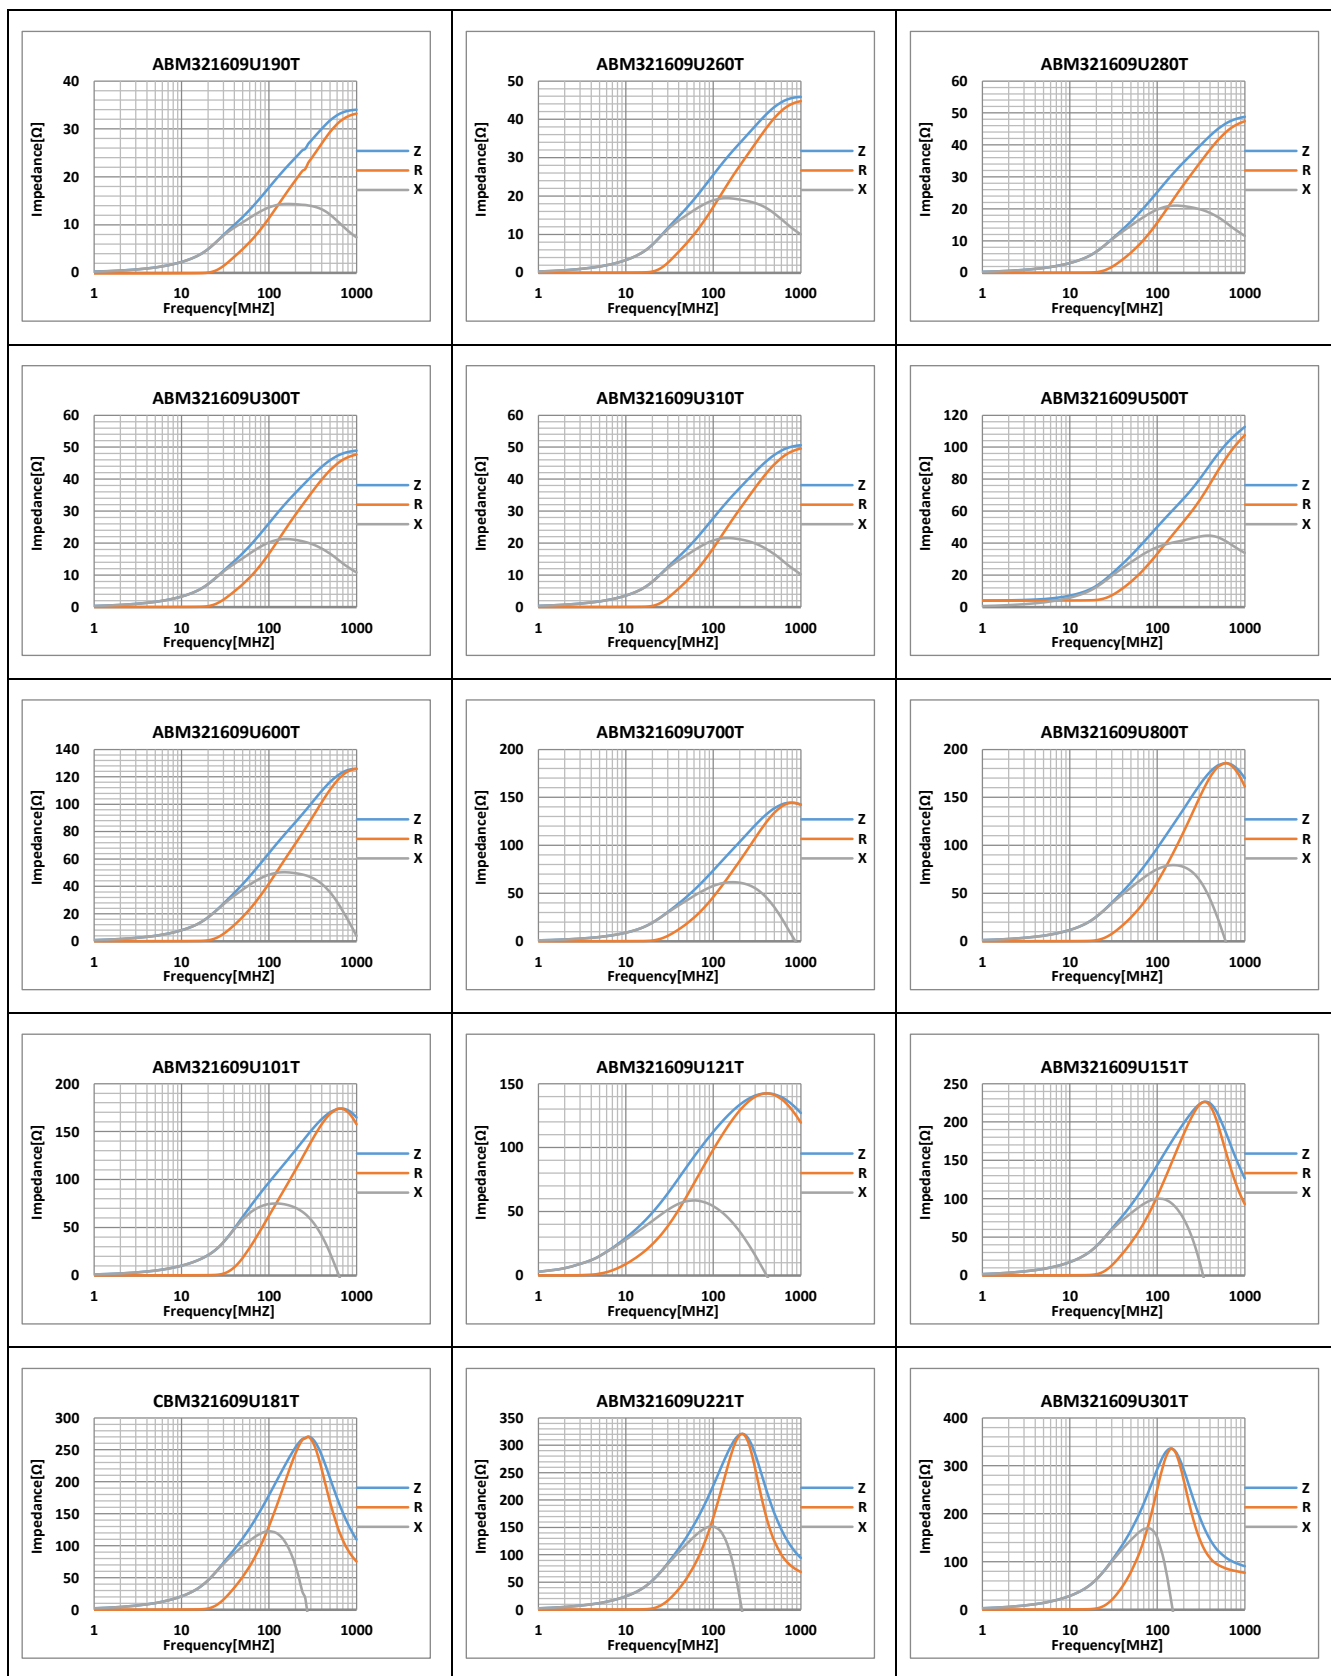 ABM321609U190T
Impedance[Ω]
40
30
20
10
0
1 10 100 1000
Frequency[MHZ]
Z
R
X
ABM321609U260T
Impedance[Ω]
50
40
30
20
10
0
1 10 100 1000
Frequency[MHZ]
Z
R
X
ABM321609U280T
Impedance[Ω]
60
50
40
30
20
10
0
1 10 100 1000
Frequency[MHZ]
Z
R
X
ABM321609U300T
Impedance[Ω]
60
50
40
30
20
10
0
1 10 100 1000
Frequency[MHZ]
Z
R
X
ABM321609U310T
Impedance[Ω]
60
50
40
30
20
10
0
1 10 100 1000
Frequency[MHZ]
Z
R
X
ABM321609U500T
Impedance[Ω]
120
100
80
60
40
20
0
1 10 100 1000
Frequency[MHZ]
Z
R
X
ABM321609U600T
Impedance[Ω]
140
120
100
80
60
40
20
0
1 10 100 1000
Frequency[MHZ]
Z
R
X
ABM321609U700T
Impedance[Ω]
200
150
100
50
0
1 10 100 1000
Frequency[MHZ]
Z
R
X
ABM321609U800T
Impedance[Ω]
200
150
100
50
0
1 10 100 1000
Frequency[MHZ]
Z
R
X
ABM321609U101T
Impedance[Ω]
200
150
100
50
0
1 10 100 1000
Frequency[MHZ]
Z
R
X
ABM321609U121T
Impedance[Ω]
150
100
50
0
1 10 100 1000
Frequency[MHZ]
Z
R
X
ABM321609U151T
Impedance[Ω]
250
200
150
100
50
0
1 10 100 1000
Frequency[MHZ]
Z
R
X
CBM321609U181T
Impedance[Ω]
300
250
200
150
100
50
0
1 10 100 1000
Frequency[MHZ]
Z
R
X
ABM321609U221T
Impedance[Ω]
350
300
250
200
150
100
50
0
1 10 100 1000
Frequency[MHZ]
Z
R
X
ABM321609U301T
Impedance[Ω]
400
300
200
100
0
1 10 100 1000
Frequency[MHZ]
Z
R
X